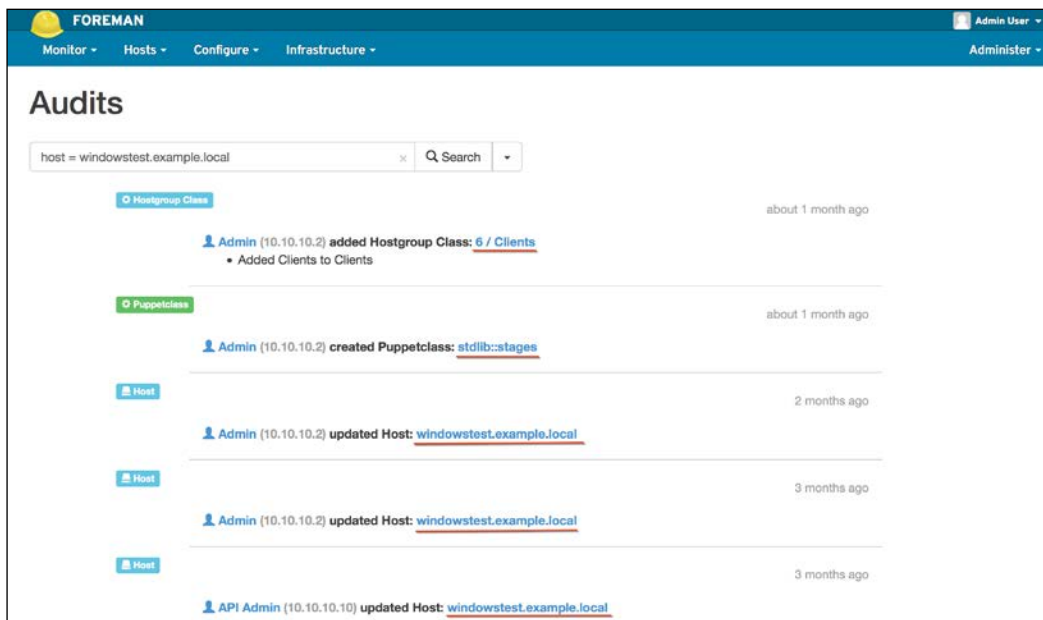 FOREMAN
Admin User
Monitor
Hosts
Configure
Infrastructure
Administer
Audits
host = windowstest.example.local
× Search
Hostgroup Class
about 1 month ago
Admin (10.10.10.2) added Hostgroup Class: 6 / Clients
• Added Clients to Clients
Puppetclass
about 1 month ago
Admin (10.10.10.2) created Puppetclass: stdlib::stages
Host
2 months ago
Admin (10.10.10.2) updated Host: windowstest.example.local
Host
3 months ago
Admin (10.10.10.2) updated Host: windowstest.example.local
Host
3 months ago
API Admin (10.10.10.10) updated Host: windowstest.example.local